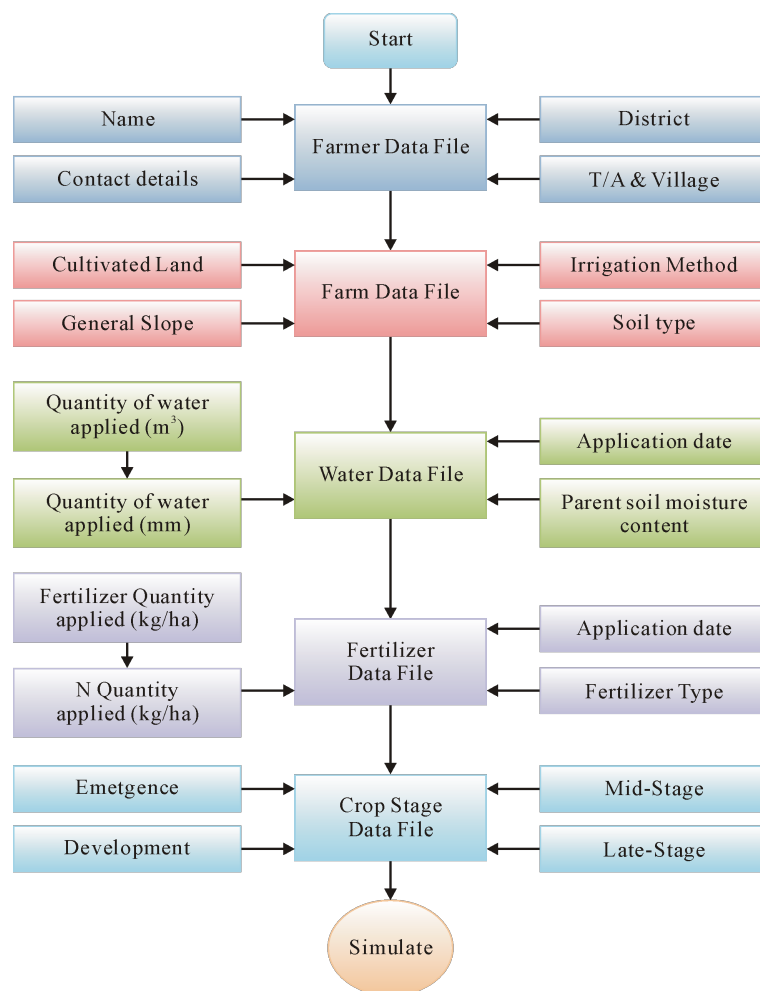 Start
Name
Farmer Data File
District
Contact details
T/A & Village
Cultivated Land
Farm Data File
Irrigation Method
General Slope
Soil type
Quantity of water
applied (m³)
Application date
Water Data File
Quantity of water
applied (mm)
Parent soil moisture
content
Fertilizer Quantity
applied (kg/ha)
Application date
Fertilizer
Data File
N Quantity
applied (kg/ha)
Fertilizer Type
Emetgence
Crop Stage
Data File
Mid-Stage
Development
Late-Stage
Simulate